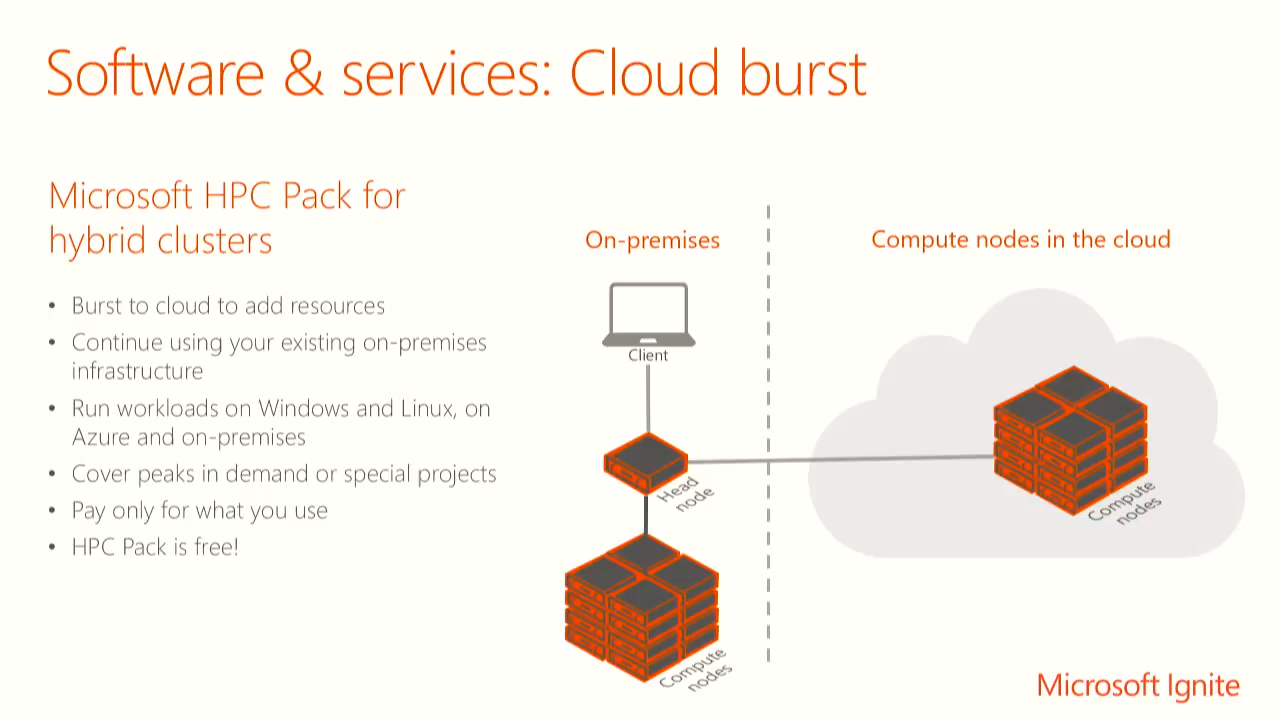 Software & services: Cloud burst
Microsoft HPC Pack for
hybrid clusters
• Burst to cloud to add resources
• Continue using your existing on-premises
infrastructure
• Run workloads on Windows and Linux, on
Azure and on-premises
• Cover peaks in demand or special projects
• Pay only for what you use
• HPC Pack is free!
On-premises
Client
Head
node
Compute
nodes
Compute nodes in the cloud
Compute
nodes
Microsoft Ignite